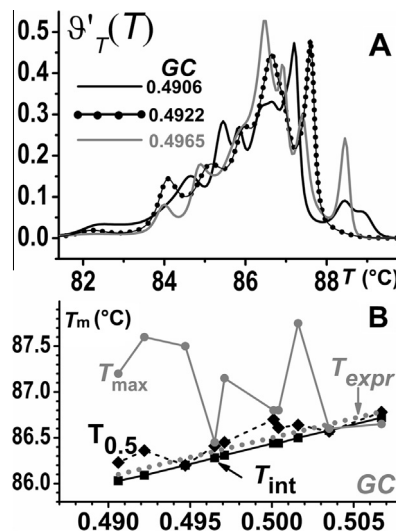 ϑ'T(T)
A
GC
0.4906
0.4922
0.4965
0.5
0.4
0.3
0.2
0.1
0.0
82 84 86 88
T (°C)
Tm (°C)
B
87.5
87.0
86.5
86.0
Tmax
Texpr
T0.5
Tint
GC
0.490 0.495 0.500 0.505